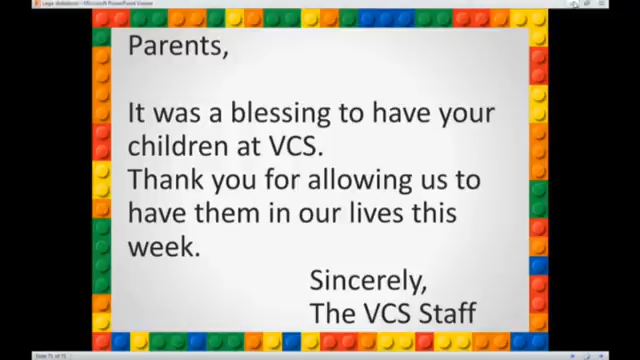 Parents,
It was a blessing to have your
children at VCS.
Thank you for allowing us to
have them in our lives this
week.
Sincerely,
The VCS Staff